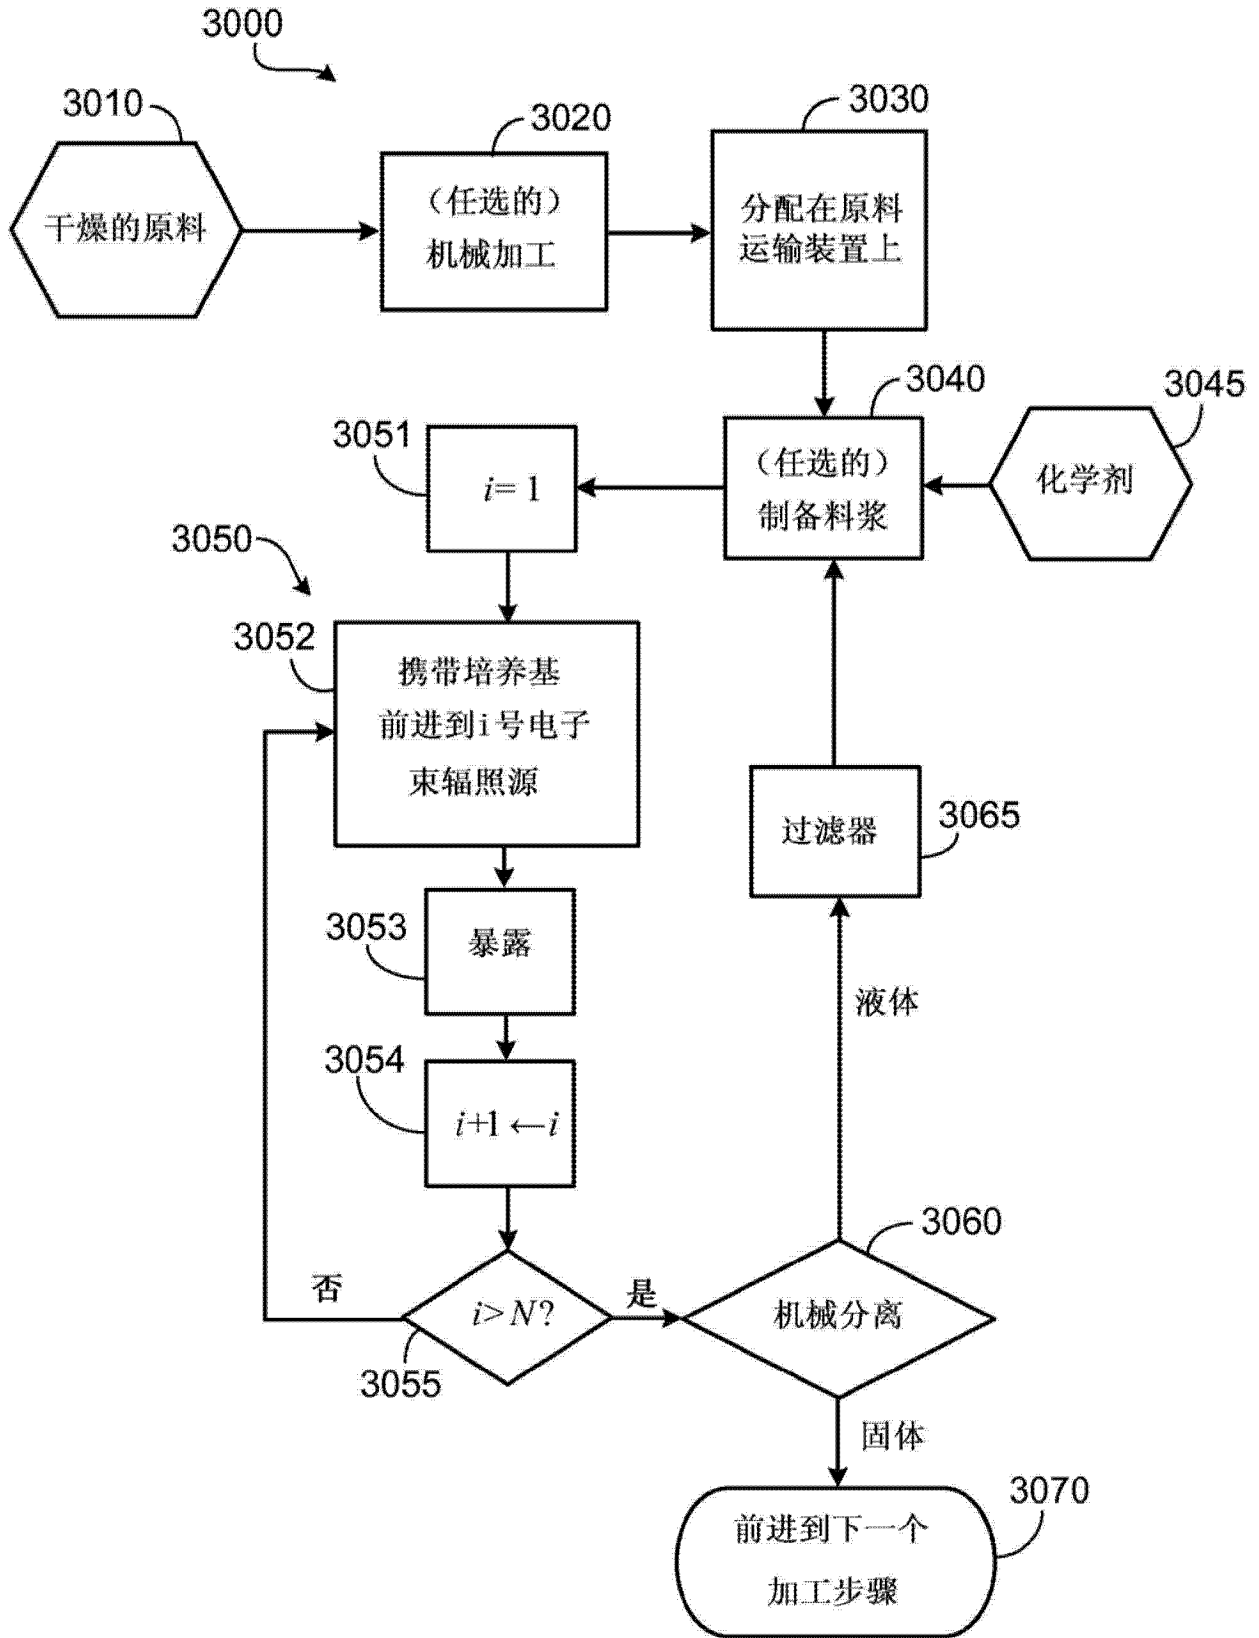 3000
3010
干燥的原料
3020
（任选的）
机械加工
3030
分配在原料
运输装置上
3040
（任选的）
制备料浆
3045
化学剂
3051
i= 1
3050
3052
携带培养基
前进到i号电子
束辐照源
3053
暴露
3054
i+1 ←i
否
i> N?
3055
是
3060
机械分离
液体
过滤器
3065
固体
前进到下一个
加工步骤
3070